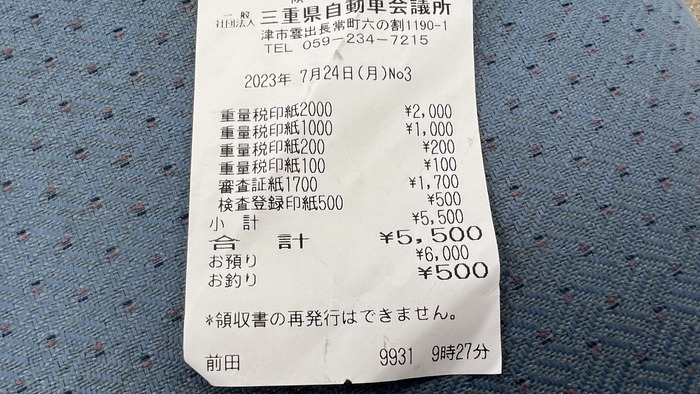 一般
社団法人 三重県自動車会議所
津市雲出長常町六の割1190-1
TEL 059-234-7215
2023年 7月24日(月)No3
重量税印紙2000 ¥2,000
重量税印紙1000 ¥1,000
重量税印紙200 ¥200
重量税印紙100 ¥100
審査証紙1700 ¥1,700
検査登録印紙500 ¥500
小 計 ¥5,500
合 計 ¥5,500
お預り ¥6,000
お釣り ¥500
*領収書の再発行はできません。
前田 9931 9時27分